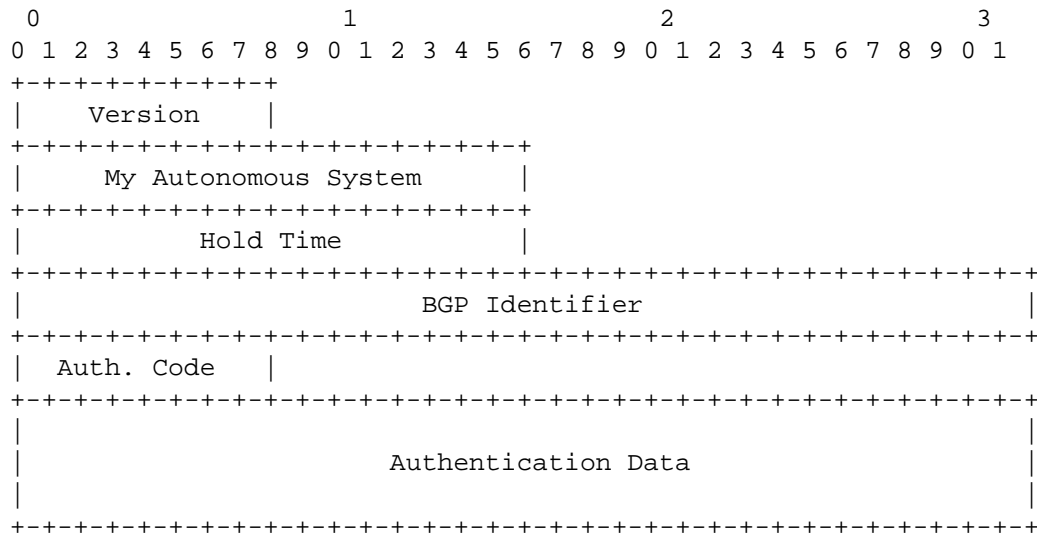 0                   1                   2                   3
0 1 2 3 4 5 6 7 8 9 0 1 2 3 4 5 6 7 8 9 0 1 2 3 4 5 6 7 8 9 0 1
+-+-+-+-+-+-+-+-+
|    Version    |
+-+-+-+-+-+-+-+-+-+-+-+-+-+-+-+-+
|     My Autonomous System      |
+-+-+-+-+-+-+-+-+-+-+-+-+-+-+-+-+
|           Hold Time           |
+-+-+-+-+-+-+-+-+-+-+-+-+-+-+-+-+-+-+-+-+-+-+-+-+-+-+-+-+-+-+-+-+
|                         BGP Identifier                        |
+-+-+-+-+-+-+-+-+-+-+-+-+-+-+-+-+-+-+-+-+-+-+-+-+-+-+-+-+-+-+-+-+
|  Auth. Code   |
+-+-+-+-+-+-+-+-+-+-+-+-+-+-+-+-+-+-+-+-+-+-+-+-+-+-+-+-+-+-+-+-+
|                                                               |
|                       Authentication Data                     |
|                                                               |
+-+-+-+-+-+-+-+-+-+-+-+-+-+-+-+-+-+-+-+-+-+-+-+-+-+-+-+-+-+-+-+-+